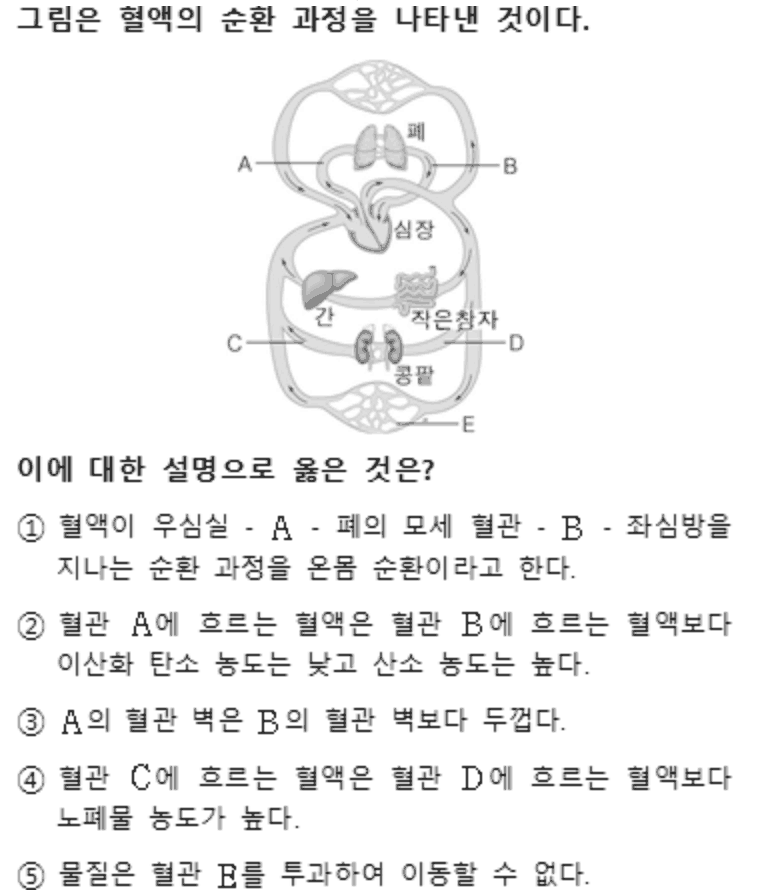 그림은 혈액의 순환 과정을 나타낸 것이다.
폐
A
B
심장
간
작은창자
C
D
콩팥
E
이에 대한 설명으로 옳은 것은?
① 혈액이 우심실 - A - 폐의 모세 혈관 - B - 좌심방을
지나는 순환 과정을 온몸 순환이라고 한다.
② 혈관 A에 흐르는 혈액은 혈관 B에 흐르는 혈액보다
이산화 탄소 농도는 낮고 산소 농도는 높다.
③ A의 혈관 벽은 B의 혈관 벽보다 두껍다.
④ 혈관 C에 흐르는 혈액은 혈관 D에 흐르는 혈액보다
노폐물 농도가 높다.
⑤ 물질은 혈관 E를 투과하여 이동할 수 없다.